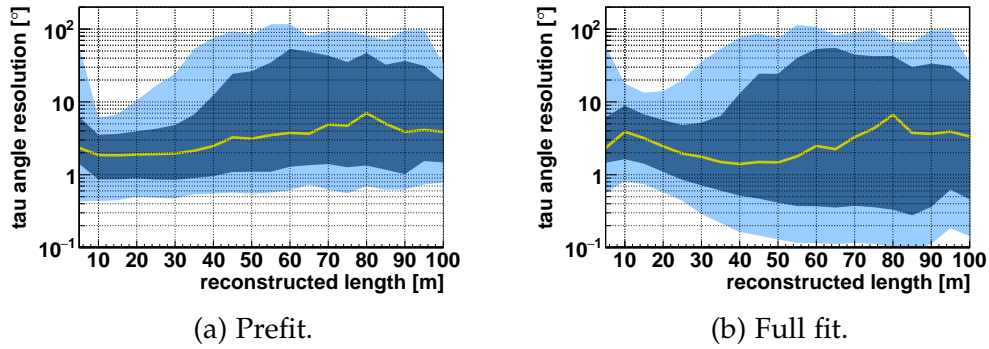 tau angle resolution [°]
10²
10
1
10⁻¹
10 20 30 40 50 60 70 80 90 100
reconstructed length [m]
(a) Prefit.
tau angle resolution [°]
10²
10
1
10⁻¹
10 20 30 40 50 60 70 80 90 100
reconstructed length [m]
(b) Full fit.